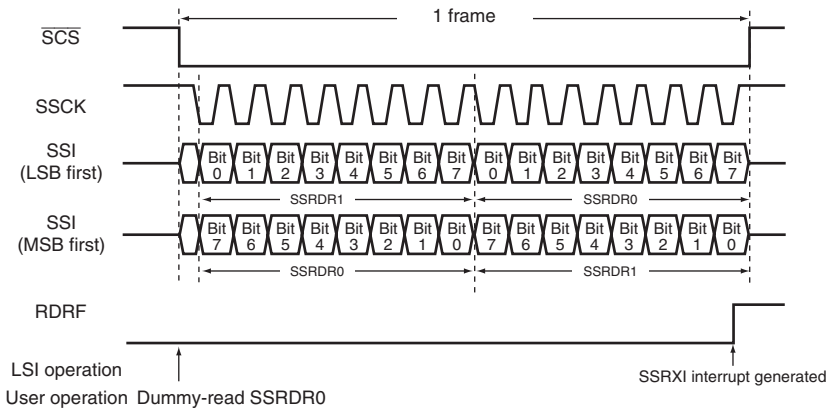 1 frame
SCS
SSCK
SSI
(LSB first)
Bit 0 Bit 1 Bit 2 Bit 3 Bit 4 Bit 5 Bit 6 Bit 7 Bit 0 Bit 1 Bit 2 Bit 3 Bit 4 Bit 5 Bit 6 Bit 7
SSRDR1 SSRDR0
SSI
(MSB first)
Bit 7 Bit 6 Bit 5 Bit 4 Bit 3 Bit 2 Bit 1 Bit 0 Bit 7 Bit 6 Bit 5 Bit 4 Bit 3 Bit 2 Bit 1 Bit 0
SSRDR0 SSRDR1
RDRF
LSI operation
SSRXI interrupt generated
User operation Dummy-read SSRDR0